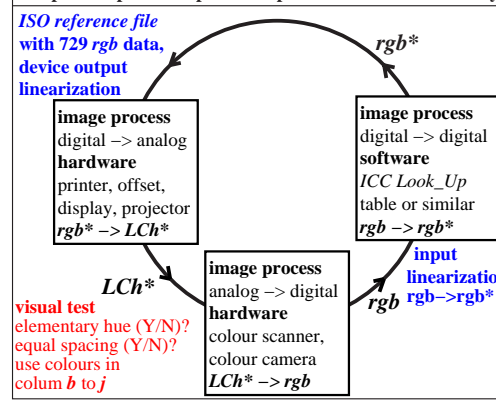 ISO reference file
with 729 rgb data,
device output
linearization
rgb*
image process
digital −> analog
hardware
printer, offset,
display, projector
rgb* −> LCh*
image process
digital −> digital
software
ICC Look_Up
table or similar
rgb −> rgb*
LCh*
image process
analog −> digital
hardware
colour scanner,
colour camera
LCh* −> rgb
rgb
input
linearizatio
rgb−>rgb*
visual test
elementary hue (Y/N)?
equal spacing (Y/N)?
use colours in
colum b to j